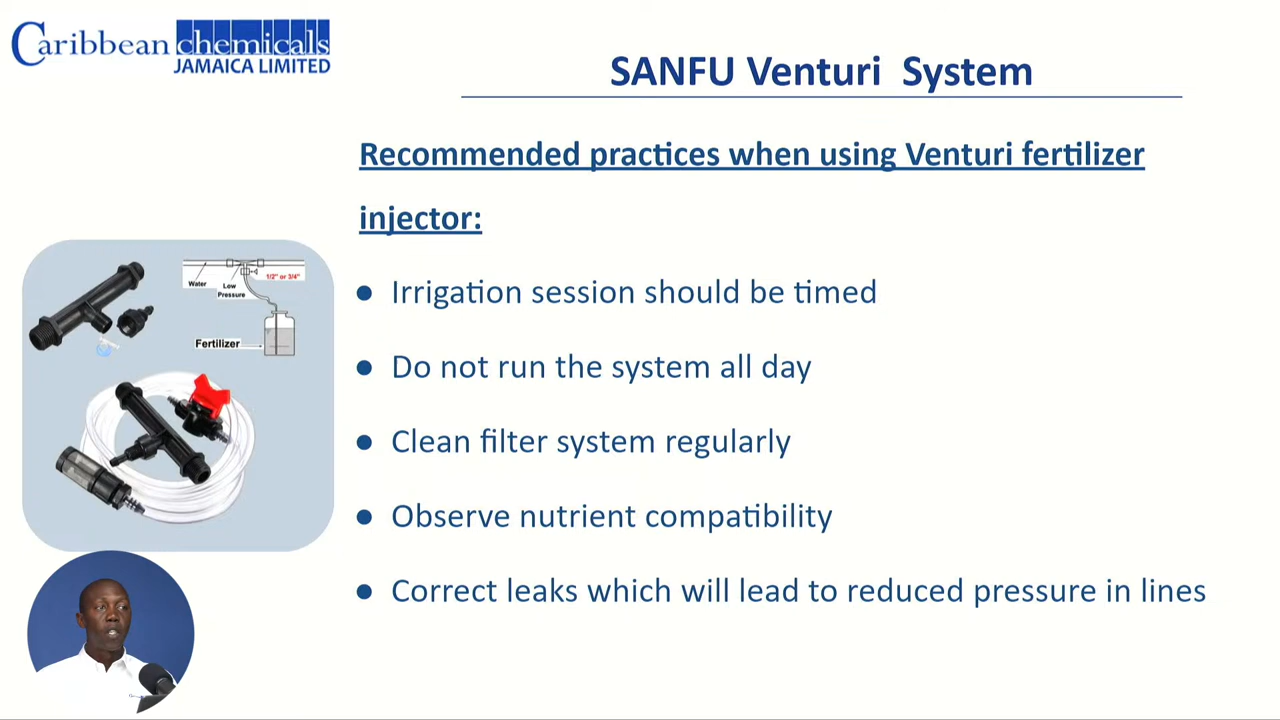 Caribbean chemicals
JAMAICA LIMITED
SANFU Venturi System
Recommended practices when using Venturi fertilizer
injector:
● Irrigation session should be timed
● Do not run the system all day
● Clean filter system regularly
● Observe nutrient compatibility
● Correct leaks which will lead to reduced pressure in lines
Water
Low
Pressure
1/2" or 3/4"
Fertilizer